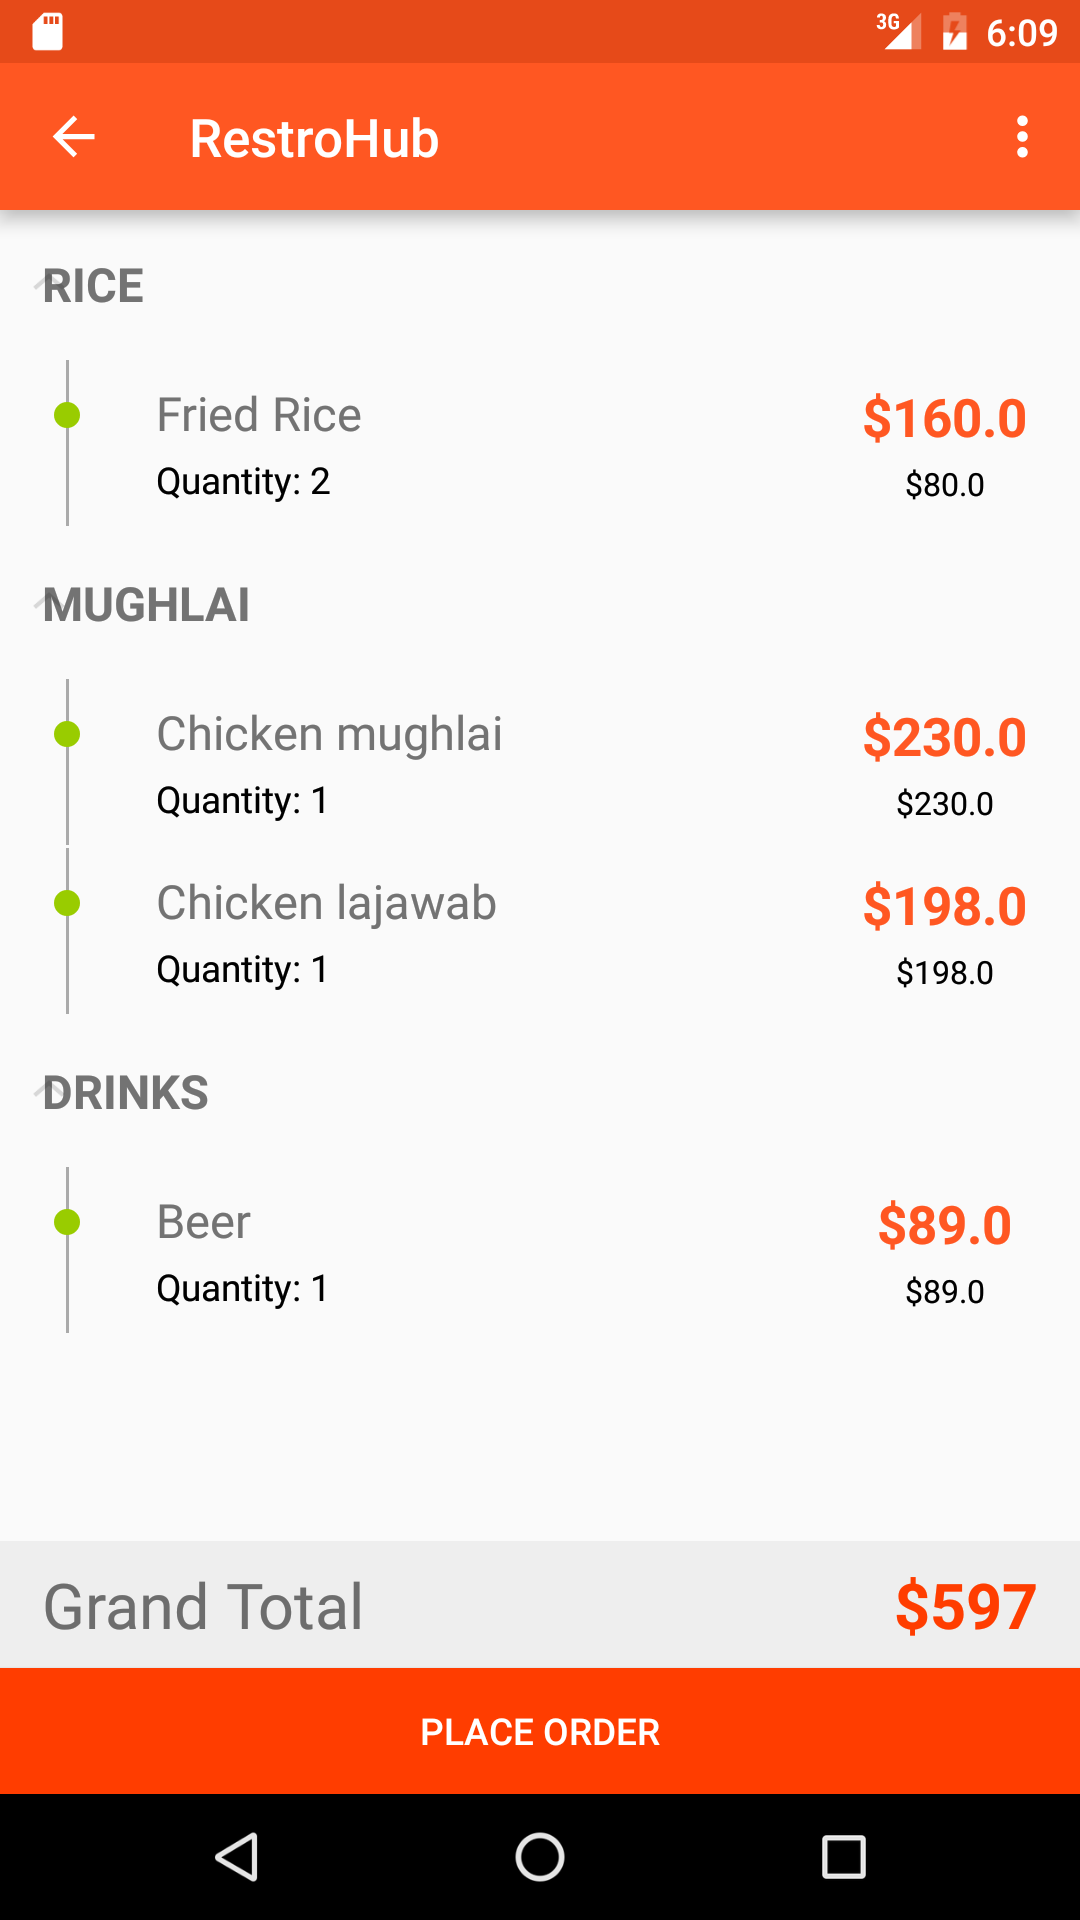 3G 6:09
RestroHub
RICE
Fried Rice $160.0
Quantity: 2 $80.0
MUGHLAI
Chicken mughlai $230.0
Quantity: 1 $230.0
Chicken lajawab $198.0
Quantity: 1 $198.0
DRINKS
Beer $89.0
Quantity: 1 $89.0
Grand Total $597
PLACE ORDER